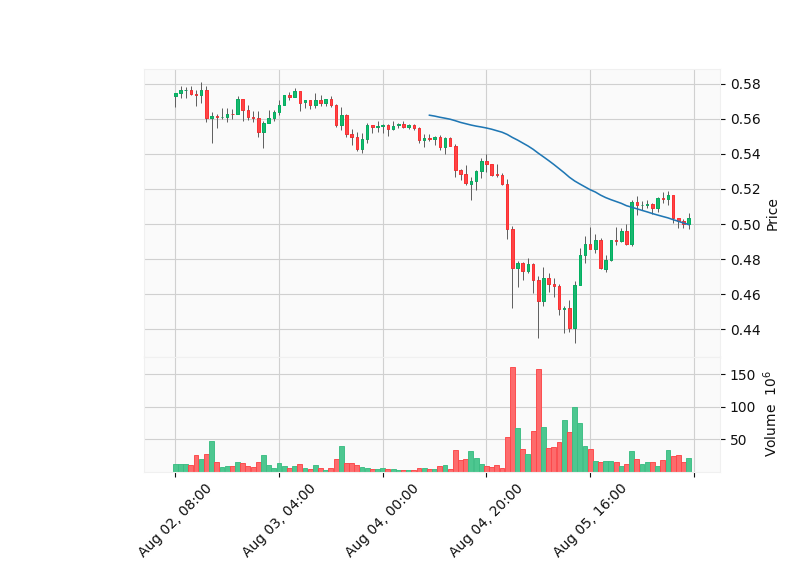 0.58
0.56
0.54
0.52
0.50
0.48
0.46
0.44
Price
150
100
50
Volume 10⁶
Aug 02, 08:00
Aug 03, 04:00
Aug 04, 00:00
Aug 04, 20:00
Aug 05, 16:00